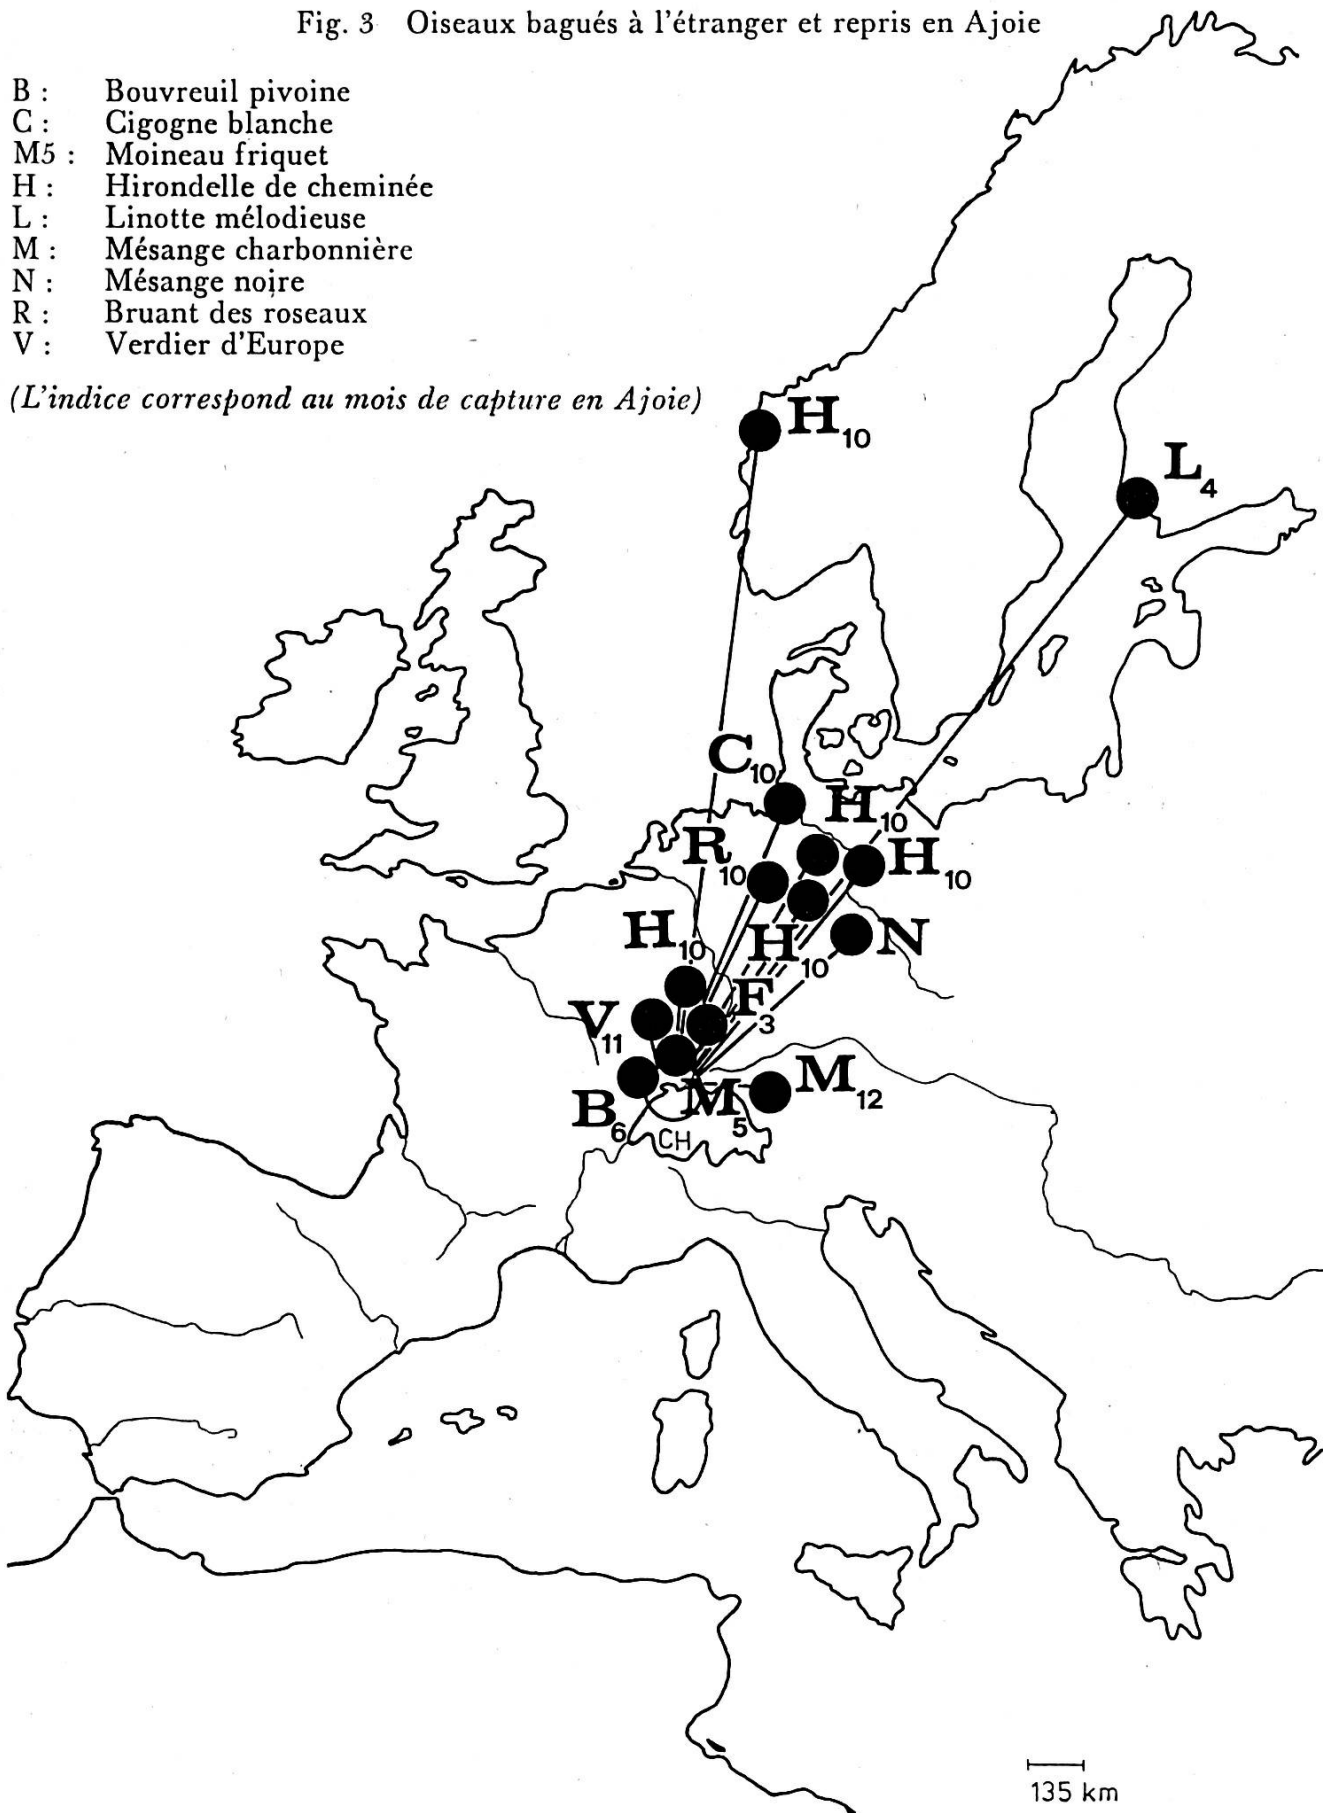 Fig. 3 Oiseaux bagués à l'étranger et repris en Ajoie
B : Bouvreuil pivoine
C : Cigogne blanche
M5 : Moineau friquet
H : Hirondelle de cheminée
L : Linotte mélodieuse
M : Mésange charbonnière
N : Mésange noire
R : Bruant des roseaux
V : Verdier d'Europe
(L'indice correspond au mois de capture en Ajoie)
H10
L4
C10
H10
R10
H10
H10
H10
N
F3
V11
M12
B6
M5
CH
135 km